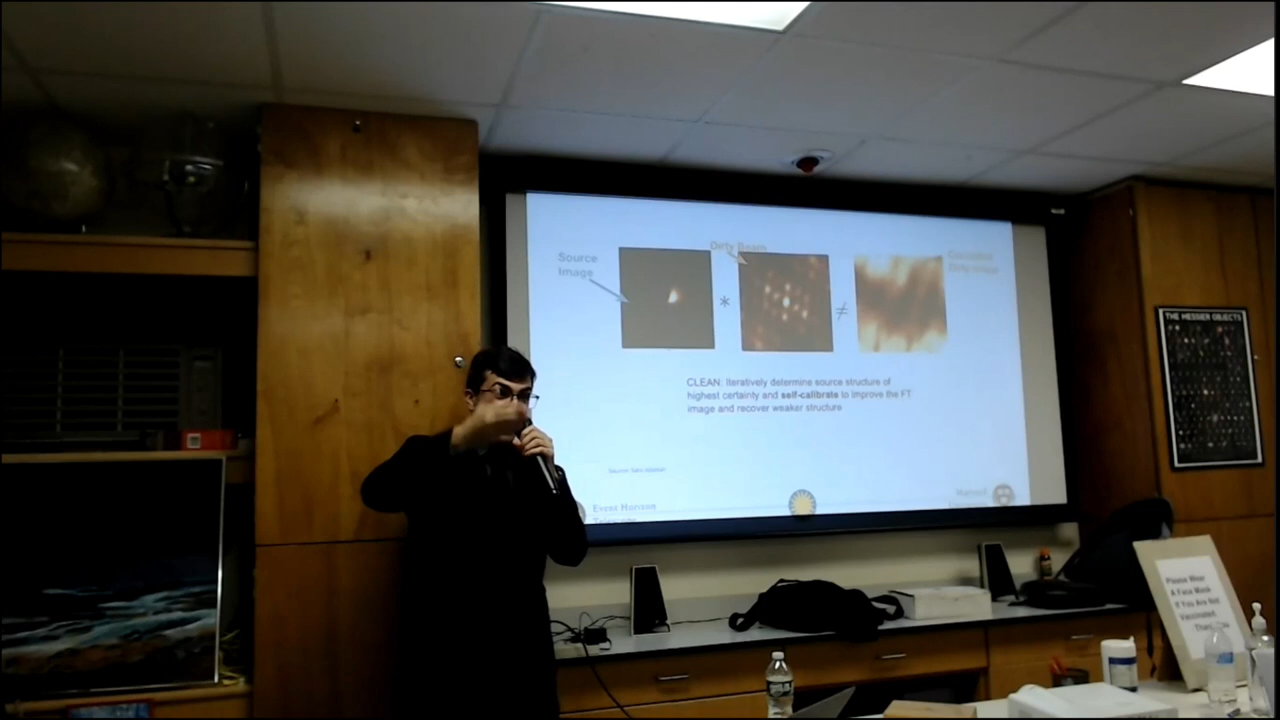 Source
Image
Dirty Beam
*
≠
CLEAN: Iteratively determine source structure of
highest certainty and self-calibrate to improve the FT
image and recover weaker structure
Event Horizon
Telescope
Harvard
THE MESSIER OBJECTS
Please Wear
A Face Mask
If You Are Not
Vaccinated.